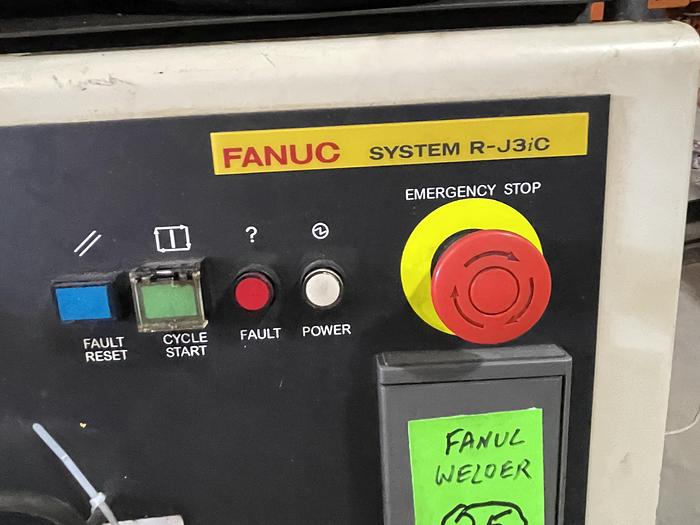 FANUC SYSTEM R-J3iC
EMERGENCY STOP
?
FAULT RESET
CYCLE START
FAULT
POWER
FANUL
WELDER